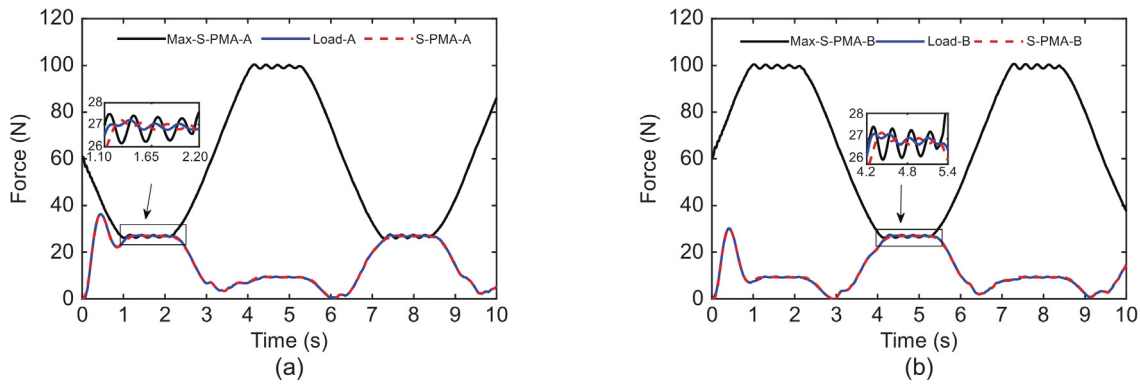 120
100
80
60
40
20
0
Force (N)
Max-S-PMA-A Load-A S-PMA-A
28
27
26
1.10 1.65 2.20
0 1 2 3 4 5 6 7 8 9 10
Time (s)
(a)
120
100
80
60
40
20
0
Force (N)
Max-S-PMA-B Load-B S-PMA-B
28
27
26
4.2 4.8 5.4
0 1 2 3 4 5 6 7 8 9 10
Time (s)
(b)